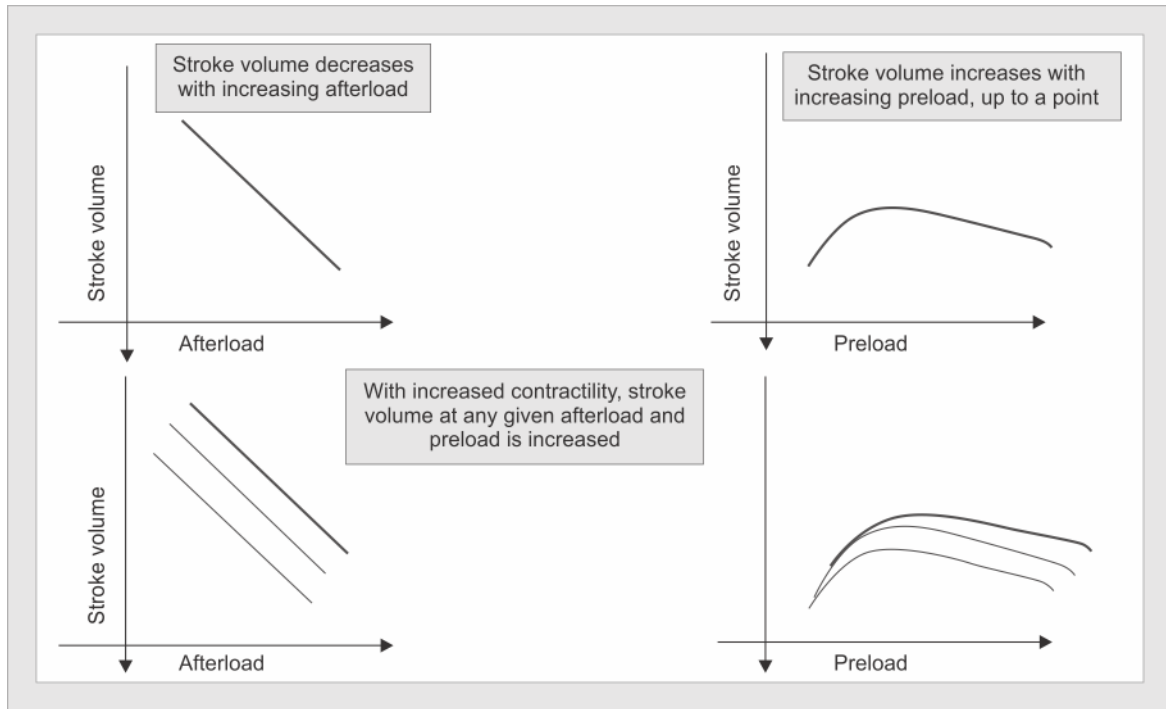 Stroke volume decreases
with increasing afterload
Stroke volume
Afterload
Stroke volume increases with
increasing preload, up to a point
Stroke volume
Preload
With increased contractility, stroke
volume at any given afterload and
preload is increased
Stroke volume
Afterload
Stroke volume
Preload